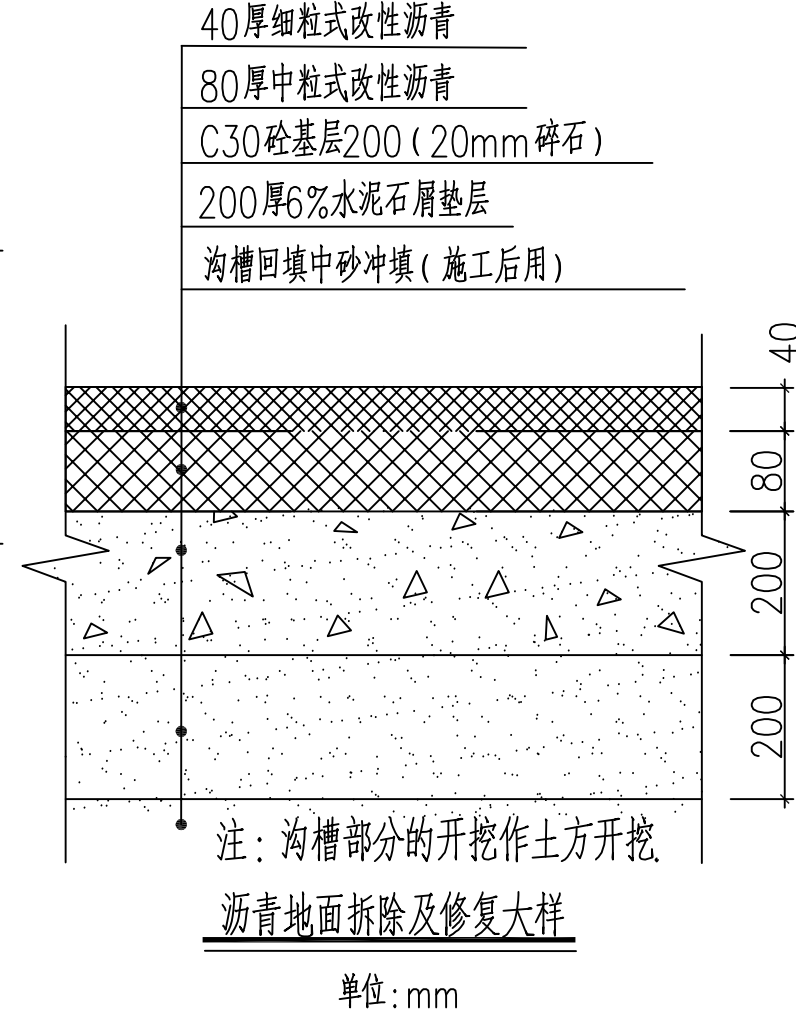 40厚细粒式改性沥青
80厚中粒式改性沥青
C30砼基层200(20mm碎石)
200厚6%水泥石屑垫层
沟槽回填中砂冲填(施工后用)
40
80
200
200
注:沟槽部分的开挖作土方开挖.
沥青地面拆除及修复大样
单位:mm